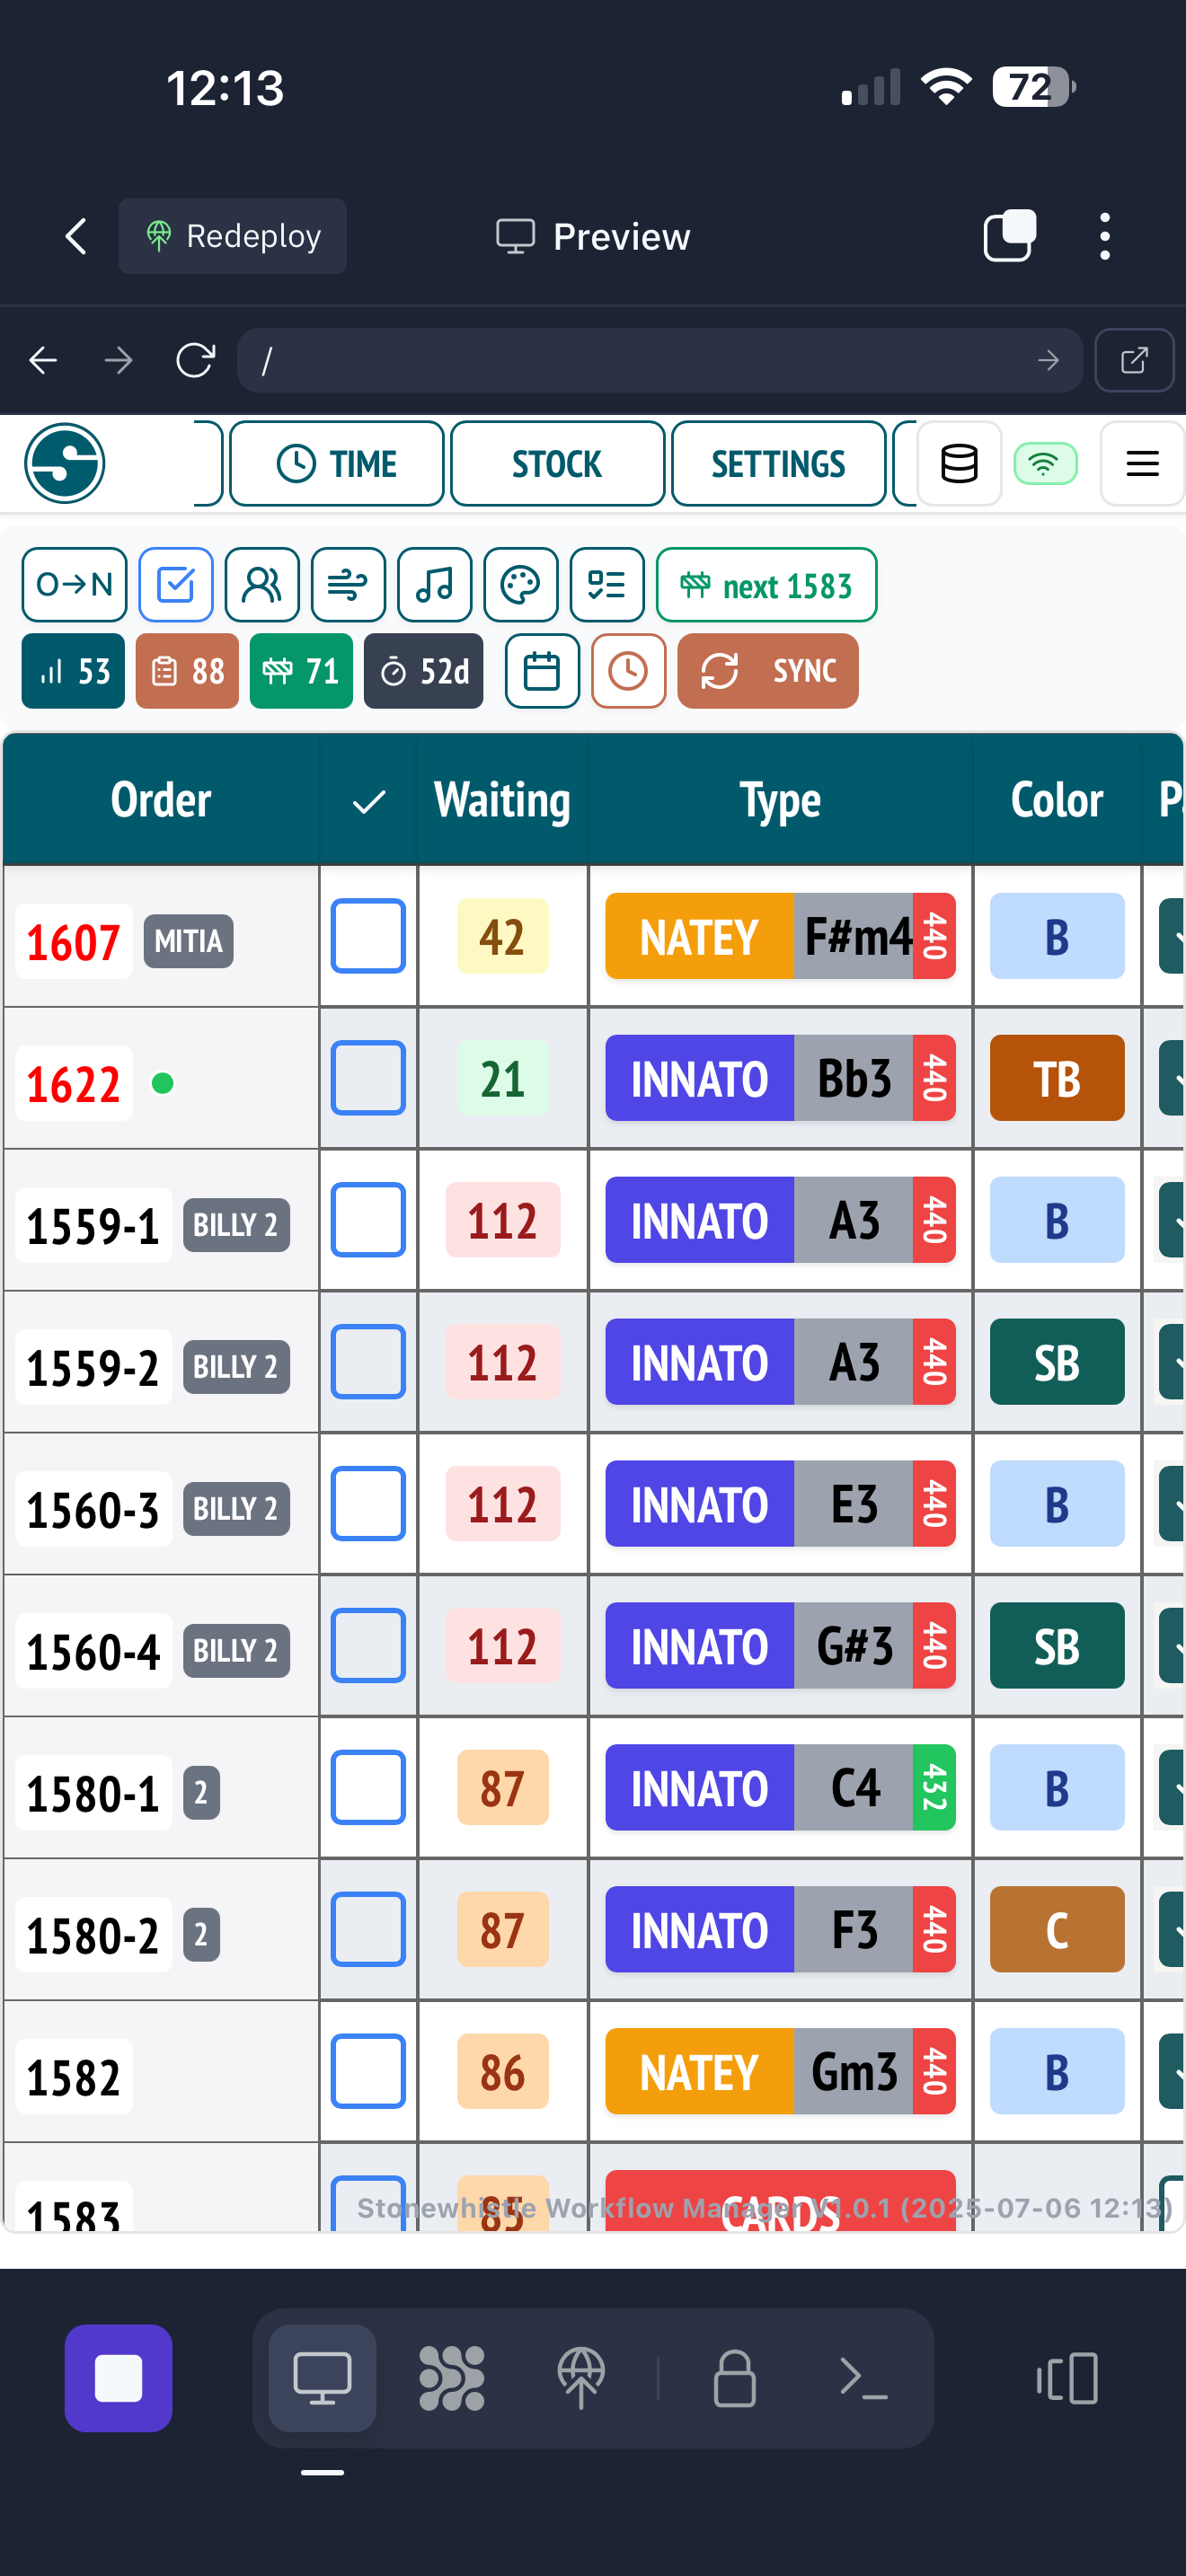 12:13
72
Redeploy
Preview
/
TIME
STOCK
SETTINGS
O→N
next 1583
53
88
71
52d
SYNC
Order Waiting Type Color
1607 MITIA 42 NATEY F#m4 440 B
1622 21 INNATO Bb3 440 TB
1559-1 BILLY 2 112 INNATO A3 440 B
1559-2 BILLY 2 112 INNATO A3 440 SB
1560-3 BILLY 2 112 INNATO E3 440 B
1560-4 BILLY 2 112 INNATO G#3 440 SB
1580-1 2 87 INNATO C4 432 B
1580-2 2 87 INNATO F3 440 C
1582 86 NATEY Gm3 440 B
1583 85 CARDS
Stonewhistle Workflow Manager V1.0.1 (2025-07-06 12:13)